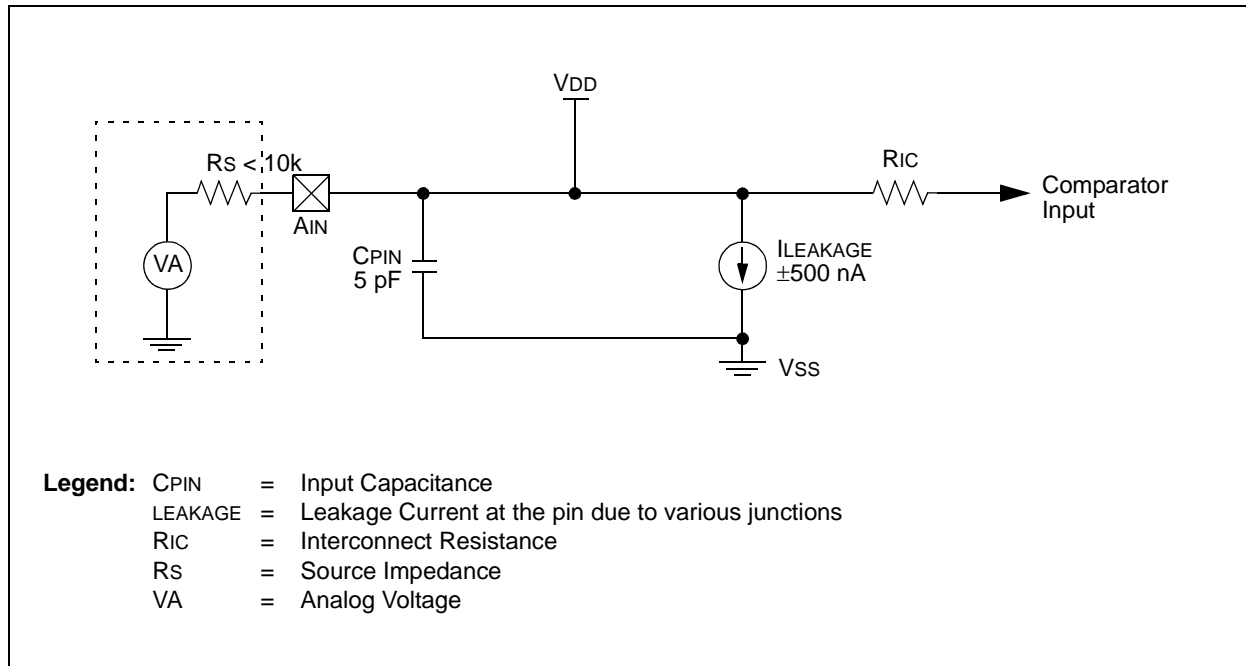 VDD
RS < 10k
RIC
Comparator
Input
AIN
CPIN
5 pF
VA
ILEAKAGE
±500 nA
VSS
Legend: CPIN = Input Capacitance
LEAKAGE = Leakage Current at the pin due to various junctions
RIC = Interconnect Resistance
RS = Source Impedance
VA = Analog Voltage